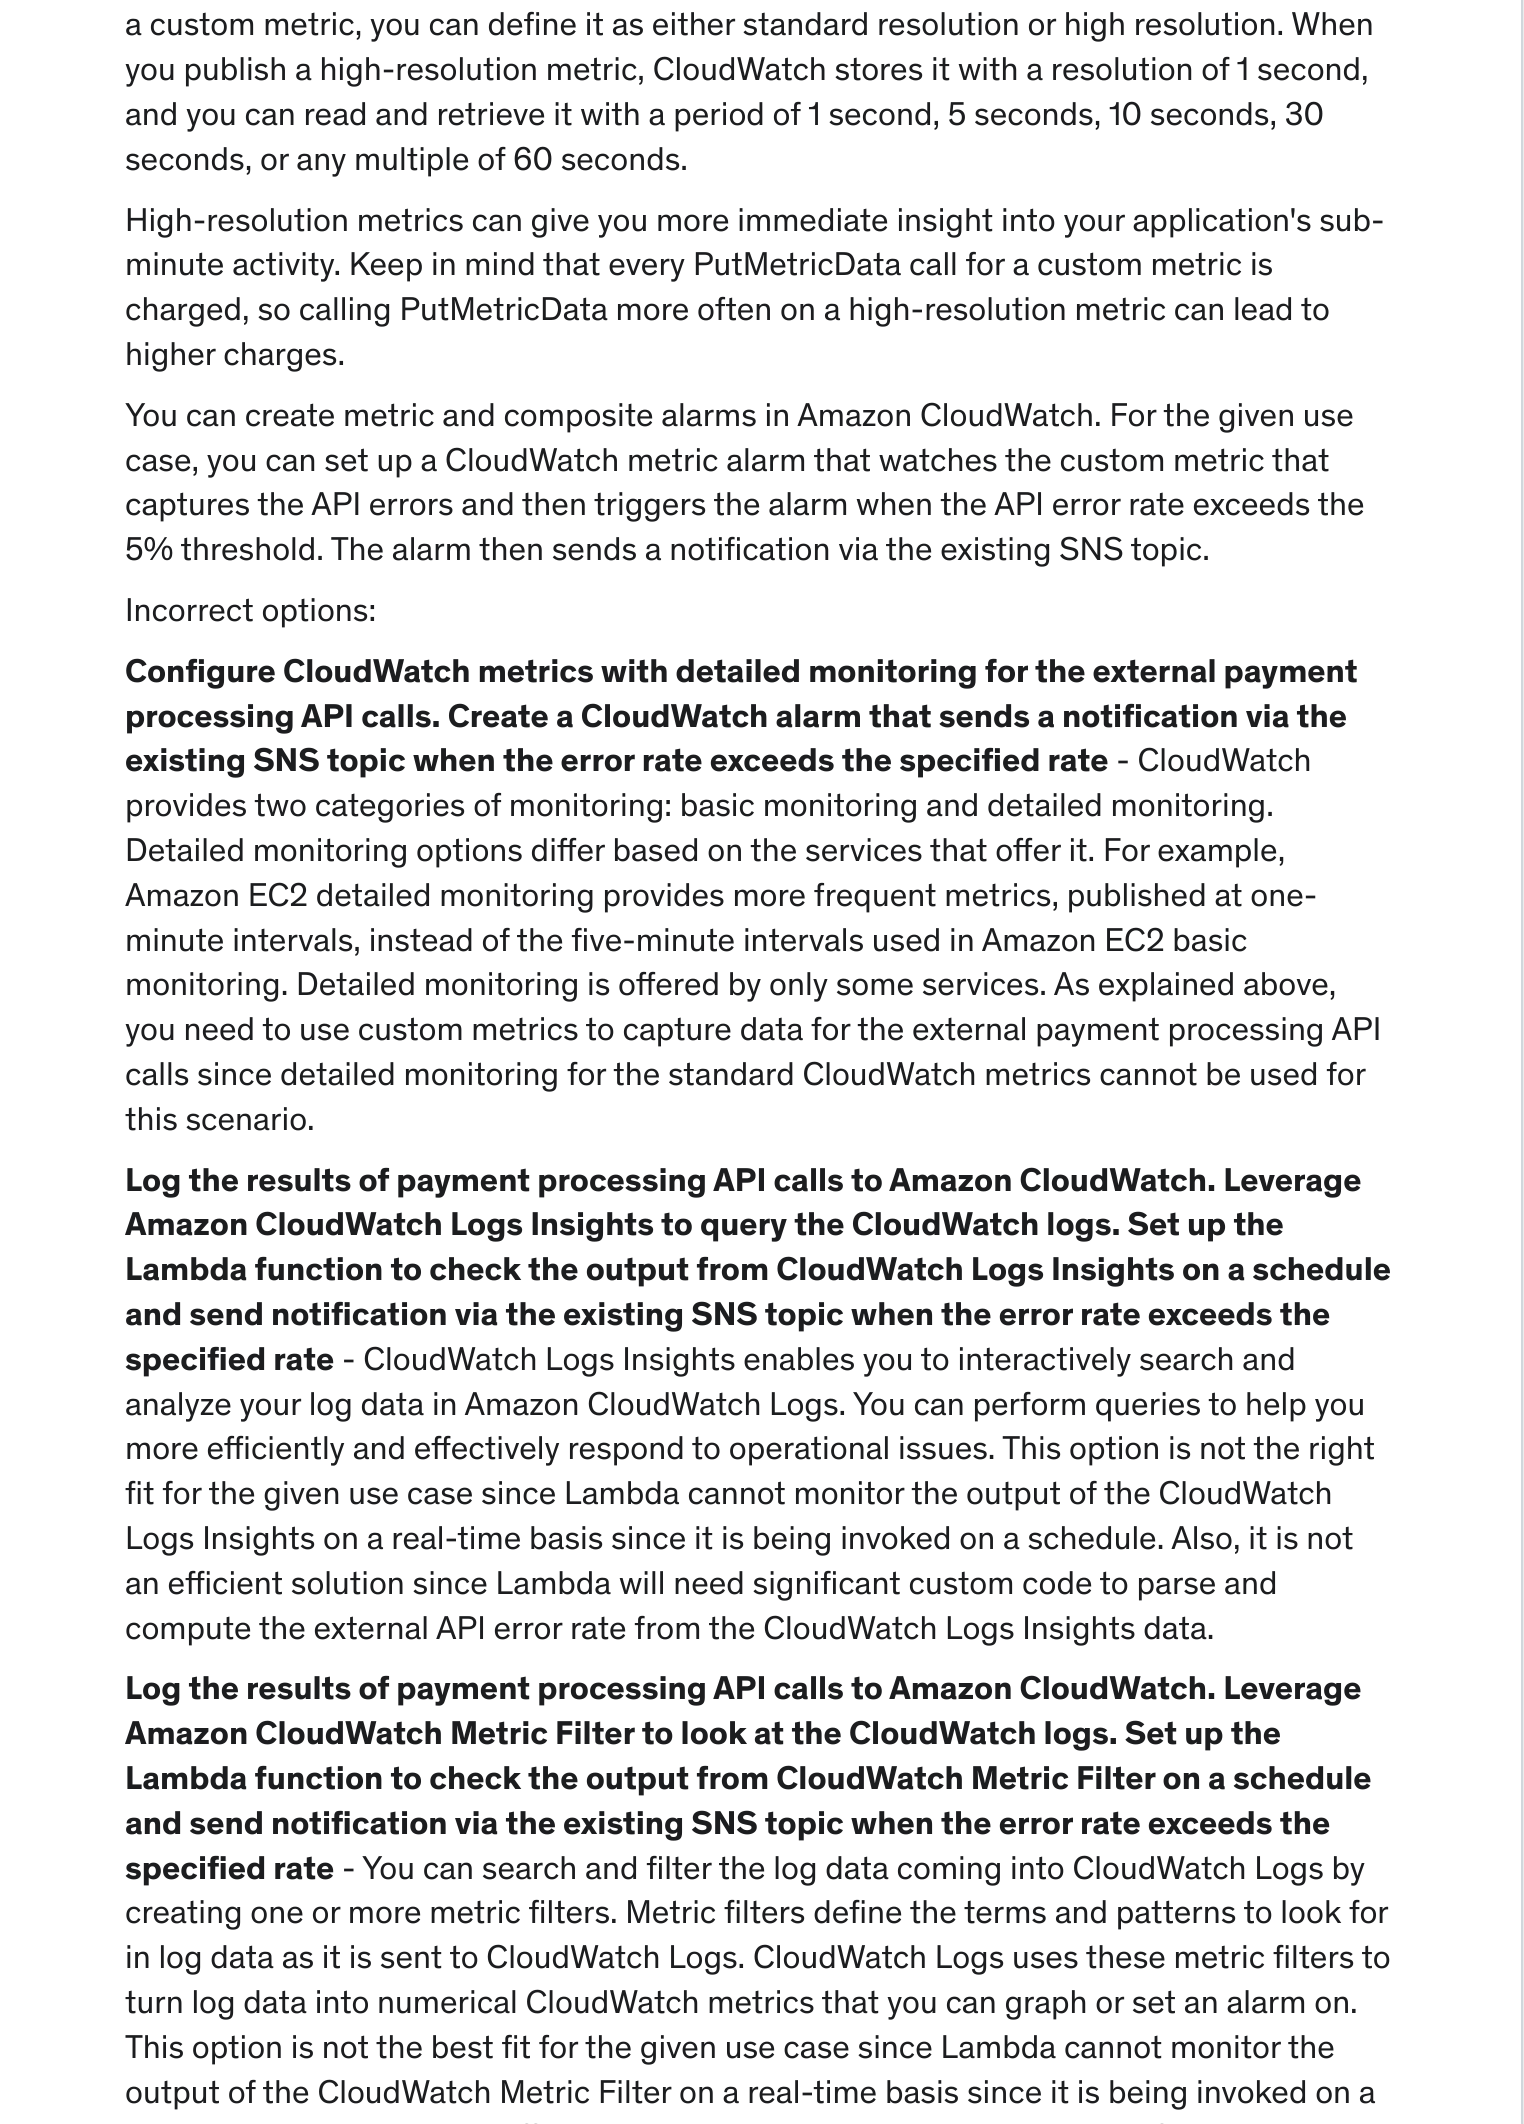 a custom metric, you can define it as either standard resolution or high resolution. When
you publish a high-resolution metric, CloudWatch stores it with a resolution of 1 second,
and you can read and retrieve it with a period of 1 second, 5 seconds, 10 seconds, 30
seconds, or any multiple of 60 seconds.
High-resolution metrics can give you more immediate insight into your application's sub-
minute activity. Keep in mind that every PutMetricData call for a custom metric is
charged, so calling PutMetricData more often on a high-resolution metric can lead to
higher charges.
You can create metric and composite alarms in Amazon CloudWatch. For the given use
case, you can set up a CloudWatch metric alarm that watches the custom metric that
captures the API errors and then triggers the alarm when the API error rate exceeds the
5% threshold. The alarm then sends a notification via the existing SNS topic.
Incorrect options:
Configure CloudWatch metrics with detailed monitoring for the external payment
processing API calls. Create a CloudWatch alarm that sends a notification via the
existing SNS topic when the error rate exceeds the specified rate - CloudWatch
provides two categories of monitoring: basic monitoring and detailed monitoring.
Detailed monitoring options differ based on the services that offer it. For example,
Amazon EC2 detailed monitoring provides more frequent metrics, published at one-
minute intervals, instead of the five-minute intervals used in Amazon EC2 basic
monitoring. Detailed monitoring is offered by only some services. As explained above,
you need to use custom metrics to capture data for the external payment processing API
calls since detailed monitoring for the standard CloudWatch metrics cannot be used for
this scenario.
Log the results of payment processing API calls to Amazon CloudWatch. Leverage
Amazon CloudWatch Logs Insights to query the CloudWatch logs. Set up the
Lambda function to check the output from CloudWatch Logs Insights on a schedule
and send notification via the existing SNS topic when the error rate exceeds the
specified rate - CloudWatch Logs Insights enables you to interactively search and
analyze your log data in Amazon CloudWatch Logs. You can perform queries to help you
more efficiently and effectively respond to operational issues. This option is not the right
fit for the given use case since Lambda cannot monitor the output of the CloudWatch
Logs Insights on a real-time basis since it is being invoked on a schedule. Also, it is not
an efficient solution since Lambda will need significant custom code to parse and
compute the external API error rate from the CloudWatch Logs Insights data.
Log the results of payment processing API calls to Amazon CloudWatch. Leverage
Amazon CloudWatch Metric Filter to look at the CloudWatch logs. Set up the
Lambda function to check the output from CloudWatch Metric Filter on a schedule
and send notification via the existing SNS topic when the error rate exceeds the
specified rate - You can search and filter the log data coming into CloudWatch Logs by
creating one or more metric filters. Metric filters define the terms and patterns to look for
in log data as it is sent to CloudWatch Logs. CloudWatch Logs uses these metric filters to
turn log data into numerical CloudWatch metrics that you can graph or set an alarm on.
This option is not the best fit for the given use case since Lambda cannot monitor the
output of the CloudWatch Metric Filter on a real-time basis since it is being invoked on a